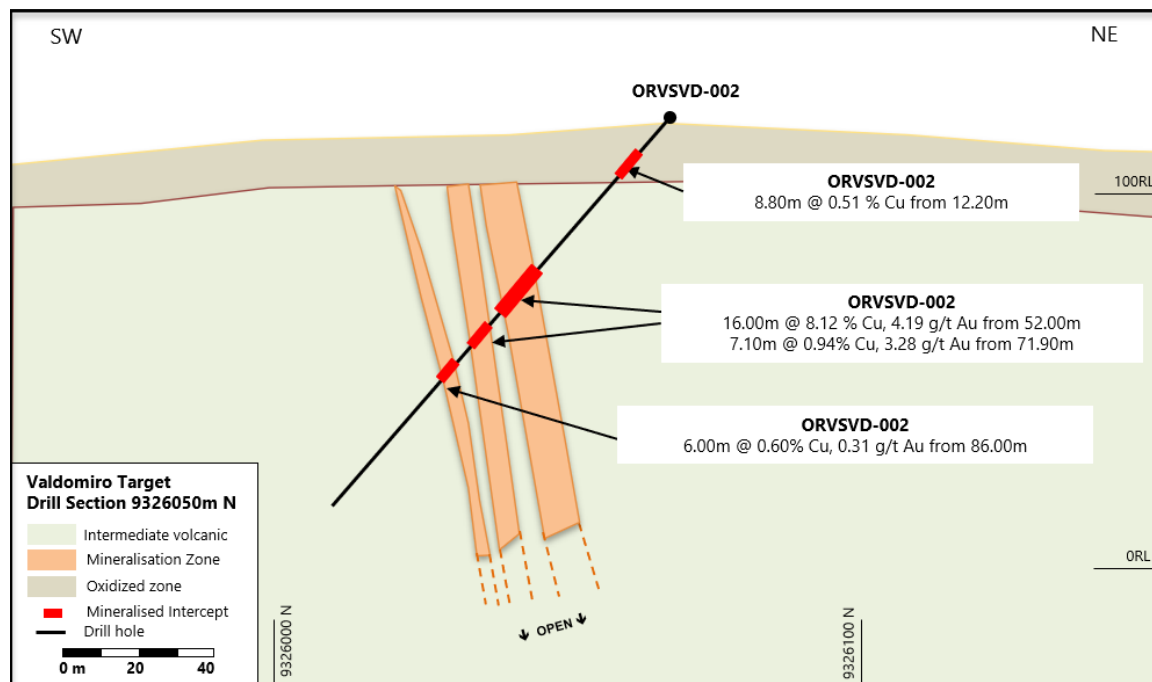 SW
NE
ORVSVD-002
ORVSVD-002
8.80m @ 0.51 % Cu from 12.20m
100RL
ORVSVD-002
16.00m @ 8.12 % Cu, 4.19 g/t Au from 52.00m
7.10m @ 0.94% Cu, 3.28 g/t Au from 71.90m
ORVSVD-002
6.00m @ 0.60% Cu, 0.31 g/t Au from 86.00m
Valdomiro Target
Drill Section 9326050m N
Intermediate volcanic
Mineralisation Zone
Oxidized zone
Mineralised Intercept
Drill hole
0 m 20 40
0RL
OPEN
9326000 N
9326100 N